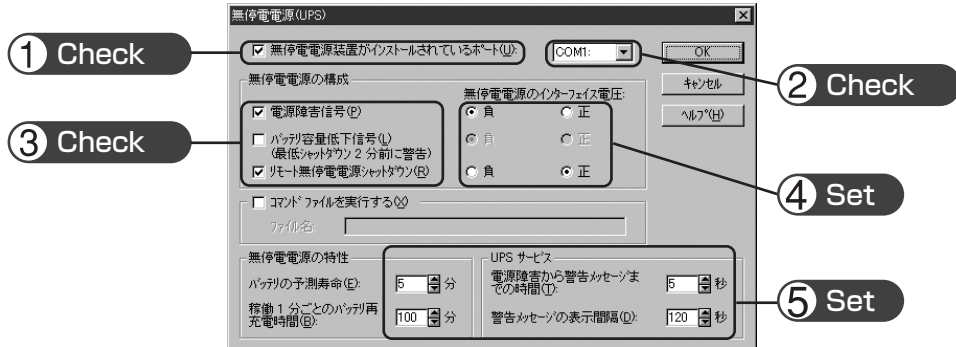 無停電電源(UPS)
① Check
無停電電源装置がインストールされているポート(U):
COM1:
OK
② Check
キャンセル
ヘルプ(H)
無停電電源の構成
無停電電源のインターフェイス電圧:
③ Check
電源障害信号(P)
負
正
バッテリ容量低下信号(L)
(最低シャットダウン 2 分前に警告)
負
正
リモート無停電電源シャットダウン(R)
負
正
④ Set
コマンド ファイルを実行する(X)
ファイル名:
無停電電源の特性
バッテリの予測寿命(E):
5
分
稼働 1 分ごとのバッテリ再
充電時間(B):
100
分
UPS サービス
電源障害から警告メッセージま
での時間(T):
5
秒
警告メッセージの表示間隔(D):
120
秒
⑤ Set